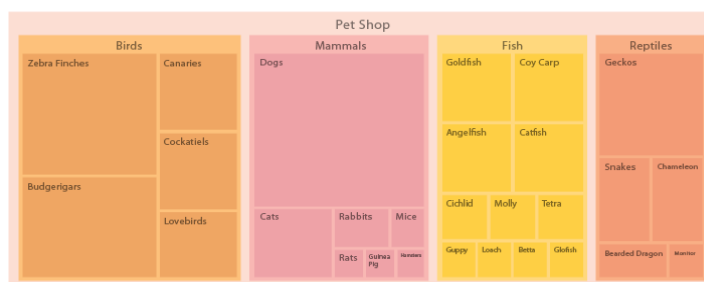 Pet Shop
Birds
Zebra Finches
Canaries
Cockatiels
Budgerigars
Lovebirds
Mammals
Dogs
Cats
Rabbits
Mice
Rats
Guinea
Pig
Hamsters
Fish
Goldfish
Coy Carp
Angelfish
Catfish
Cichlid
Molly
Tetra
Guppy
Loach
Betta
Glofish
Reptiles
Geckos
Snakes
Chameleon
Bearded Dragon
Monitor